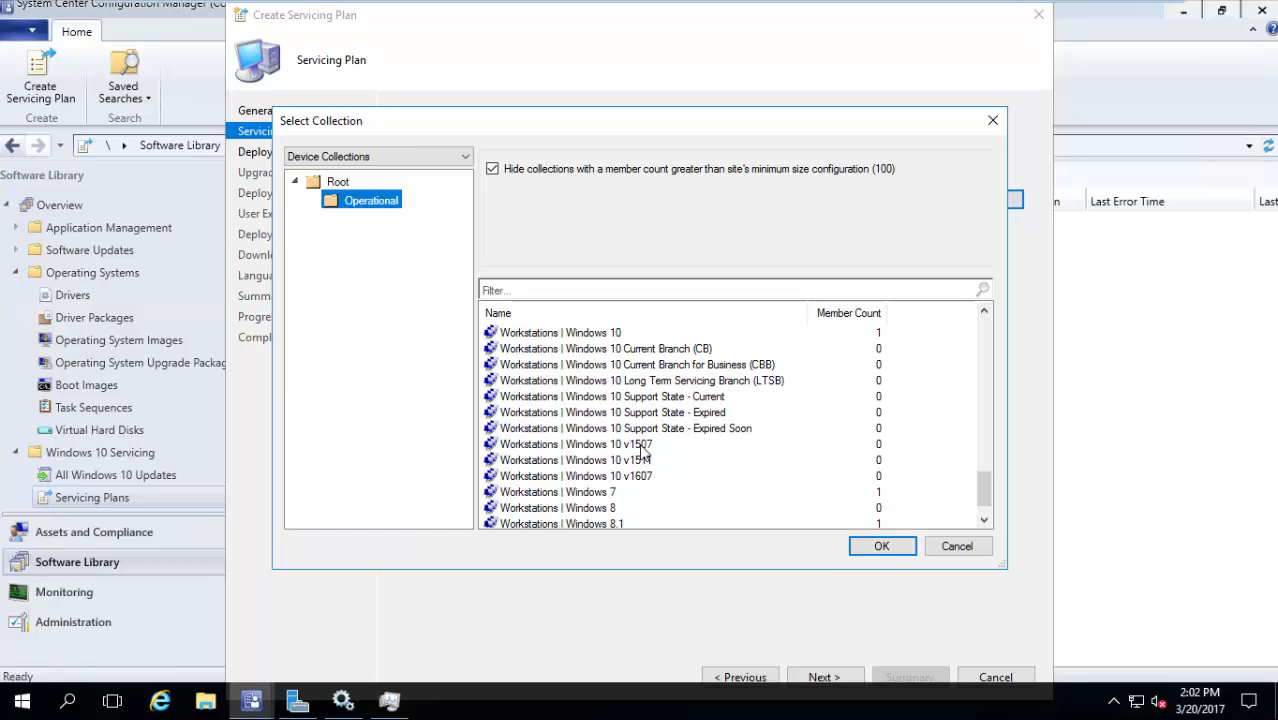 System Center Configuration Manager (Co
Home
Create
Servicing Plan
Saved
Searches
Create
Search
\
Software Library
Software Library
Overview
Application Management
Software Updates
Operating Systems
Drivers
Driver Packages
Operating System Images
Operating System Upgrade Packag
Boot Images
Task Sequences
Virtual Hard Disks
Windows 10 Servicing
All Windows 10 Updates
Servicing Plans
Assets and Compliance
Software Library
Monitoring
Administration
Ready
Create Servicing Plan
Servicing Plan
Genera
Servicin
Deploy
Upgrad
Deploy
User Ex
Deploy
Downlo
Langua
Summ
Progre
Compl
Select Collection
Device Collections
Root
Operational
Hide collections with a member count greater than site's minimum size configuration (100)
Filter...
Name Member Count
Workstations | Windows 10 1
Workstations | Windows 10 Current Branch (CB) 0
Workstations | Windows 10 Current Branch for Business (CBB) 0
Workstations | Windows 10 Long Term Servicing Branch (LTSB) 0
Workstations | Windows 10 Support State - Current 0
Workstations | Windows 10 Support State - Expired 0
Workstations | Windows 10 Support State - Expired Soon 0
Workstations | Windows 10 v1507 0
Workstations | Windows 10 v1511 0
Workstations | Windows 10 v1607 0
Workstations | Windows 7 1
Workstations | Windows 8 0
Workstations | Windows 8.1 1
OK
Cancel
n
Last Error Time
Last
< Previous
Next >
Summary
Cancel
2:02 PM
3/20/2017